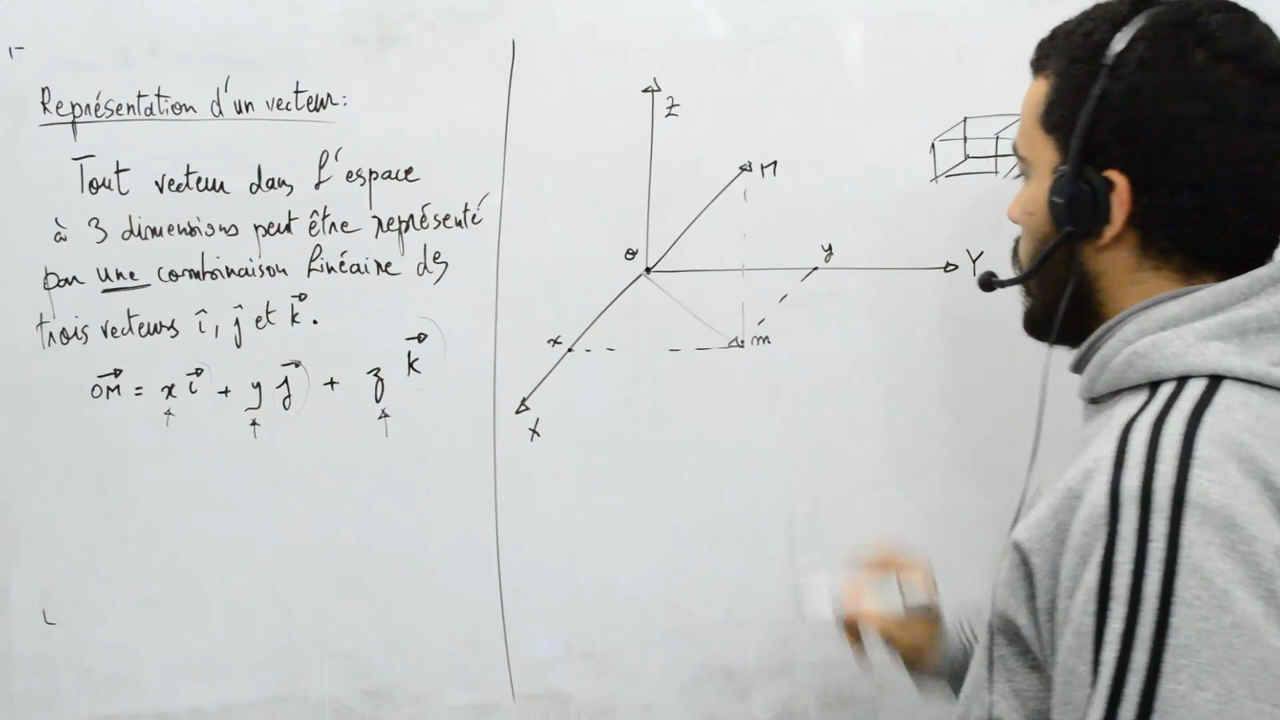 Représentation d'un vecteur:
Tout vecteur dans l'espace
à 3 dimensions peut être représenté
par une combinaison linéaire des
trois vecteurs î, ĵ et k⃗.
O⃗M⃗ = x i⃗ + y j⃗ + z k⃗
Z
M
O
y
Y
x
m
X